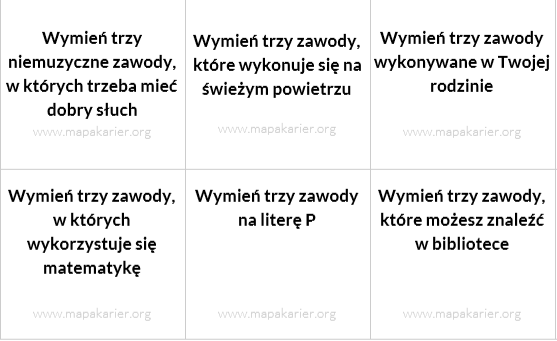 Wymień trzy
niemuzyczne zawody,
w których trzeba mieć
dobry słuch
www.mapakarier.org
Wymień trzy zawody,
które wykonuje się na
świeżym powietrzu
www.mapakarier.org
Wymień trzy zawody
wykonywane w Twojej
rodzinie
www.mapakarier.org
Wymień trzy zawody,
w których
wykorzystuje się
matematykę
www.mapakarier.org
Wymień trzy zawody
na literę P
www.mapakarier.org
Wymień trzy zawody,
które możesz znaleźć
w bibliotece
www.mapakarier.org